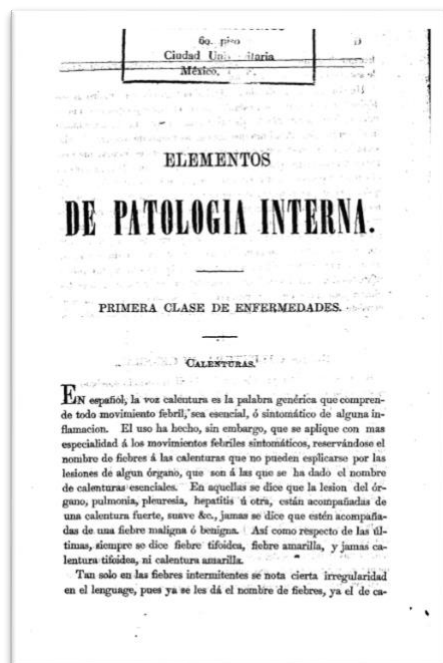 6o. piso
Ciudad Universitaria
México,
ELEMENTOS
DE PATOLOGIA INTERNA.
PRIMERA CLASE DE ENFERMEDADES.
CALENTURAS.
EN español, la voz calentura es la palabra genérica que compren-
de todo movimiento febril, sea esencial, ó sintomático de alguna in-
flamacion. El uso ha hecho, sin embargo, que se aplique con mas
especialidad á los movimientos febriles sintomáticos, reservándose el
nombre de fiebres á las calenturas que no pueden esplicarse por las
lesiones de algun órgano, que son á las que se ha dado el nombre
de calenturas esenciales. En aquellas se dice que la lesion del ór-
gano, pulmonia, pleuresia, hepatitis ú otra, están acompañadas de
una calentura fuerte, suave &c., jamas se dice que estén acompaña-
das de una fiebre maligna ó benigna. Así como respecto de las úl-
timas, siempre se dice fiebre tifoidea, fiebre amarilla, y jamas ca-
lentura tifoidea, ni calentura amarilla.
Tan solo en las fiebres intermitentes se nota cierta irregularidad
en el lenguage, pues ya se les dá el nombre de fiebres, ya el de ca-